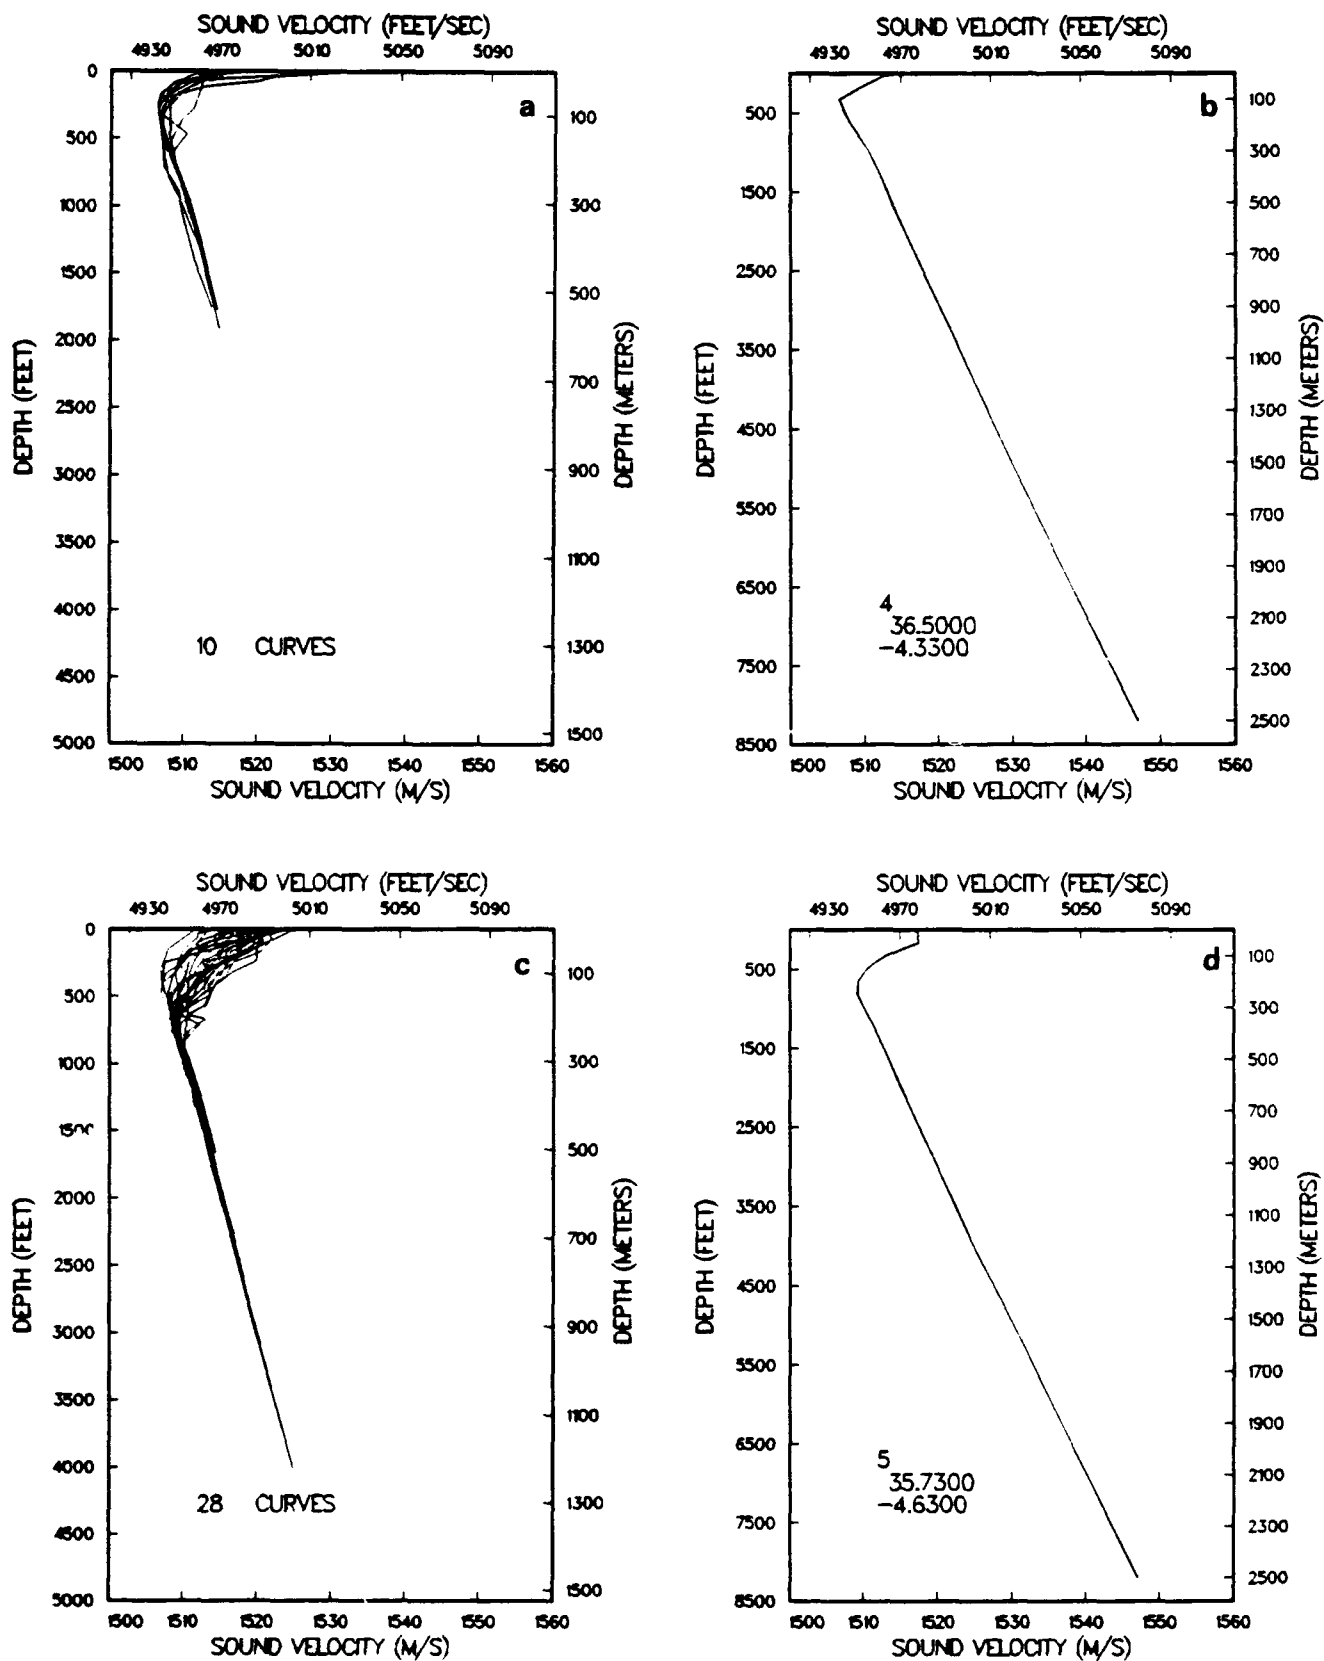 SOUND VELOCITY (FEET/SEC)
4930 4970 5010 5050 5090
a
0
500
1000
1500
2000
2500
3000
3500
4000
4500
5000
DEPTH (FEET)
100
300
500
700
900
1100
1300
1500
DEPTH (METERS)
10 CURVES
1500 1510 1520 1530 1540 1550 1560
SOUND VELOCITY (M/S)
SOUND VELOCITY (FEET/SEC)
4930 4970 5010 5050 5090
b
500
1500
2500
3500
4500
5500
6500
7500
8500
DEPTH (FEET)
100
300
500
700
900
1100
1300
1500
1700
1900
2100
2300
2500
DEPTH (METERS)
4
36.5000
-4.3300
1500 1510 1520 1530 1540 1550 1560
SOUND VELOCITY (M/S)
SOUND VELOCITY (FEET/SEC)
4930 4970 5010 5050 5090
c
0
500
1000
1500
2000
2500
3000
3500
4000
4500
5000
DEPTH (FEET)
100
300
500
700
900
1100
1300
1500
DEPTH (METERS)
28 CURVES
1500 1510 1520 1530 1540 1550 1560
SOUND VELOCITY (M/S)
SOUND VELOCITY (FEET/SEC)
4930 4970 5010 5050 5090
d
500
1500
2500
3500
4500
5500
6500
7500
8500
DEPTH (FEET)
100
300
500
700
900
1100
1300
1500
1700
1900
2100
2300
2500
DEPTH (METERS)
5
35.7300
-4.6300
1500 1510 1520 1530 1540 1550 1560
SOUND VELOCITY (M/S)